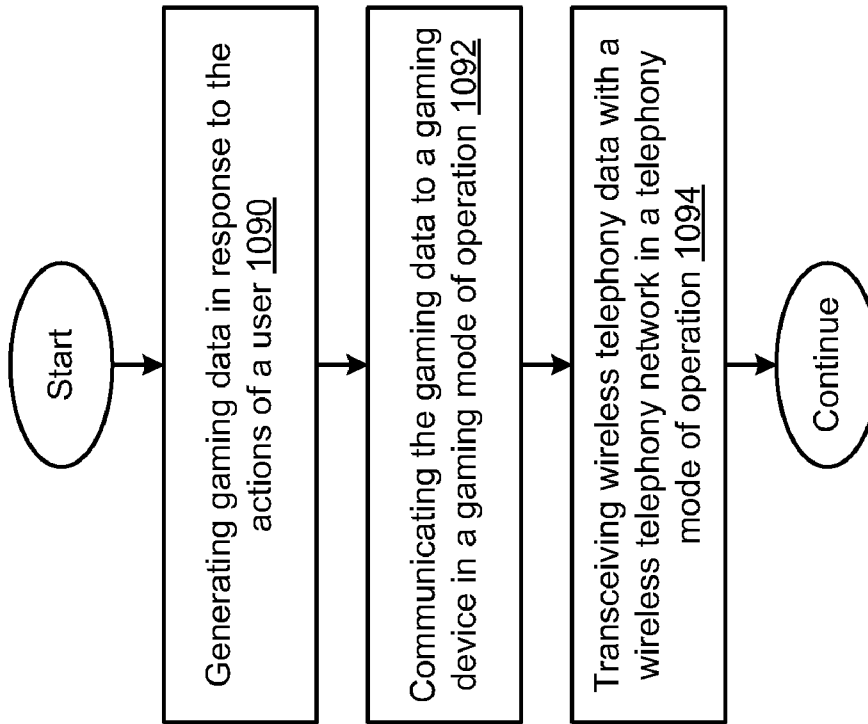 Start
Generating gaming data in response to the
actions of a user 1090
Communicating the gaming data to a gaming
device in a gaming mode of operation 1092
Transceiving wireless telephony data with a
wireless telephony network in a telephony
mode of operation 1094
Continue